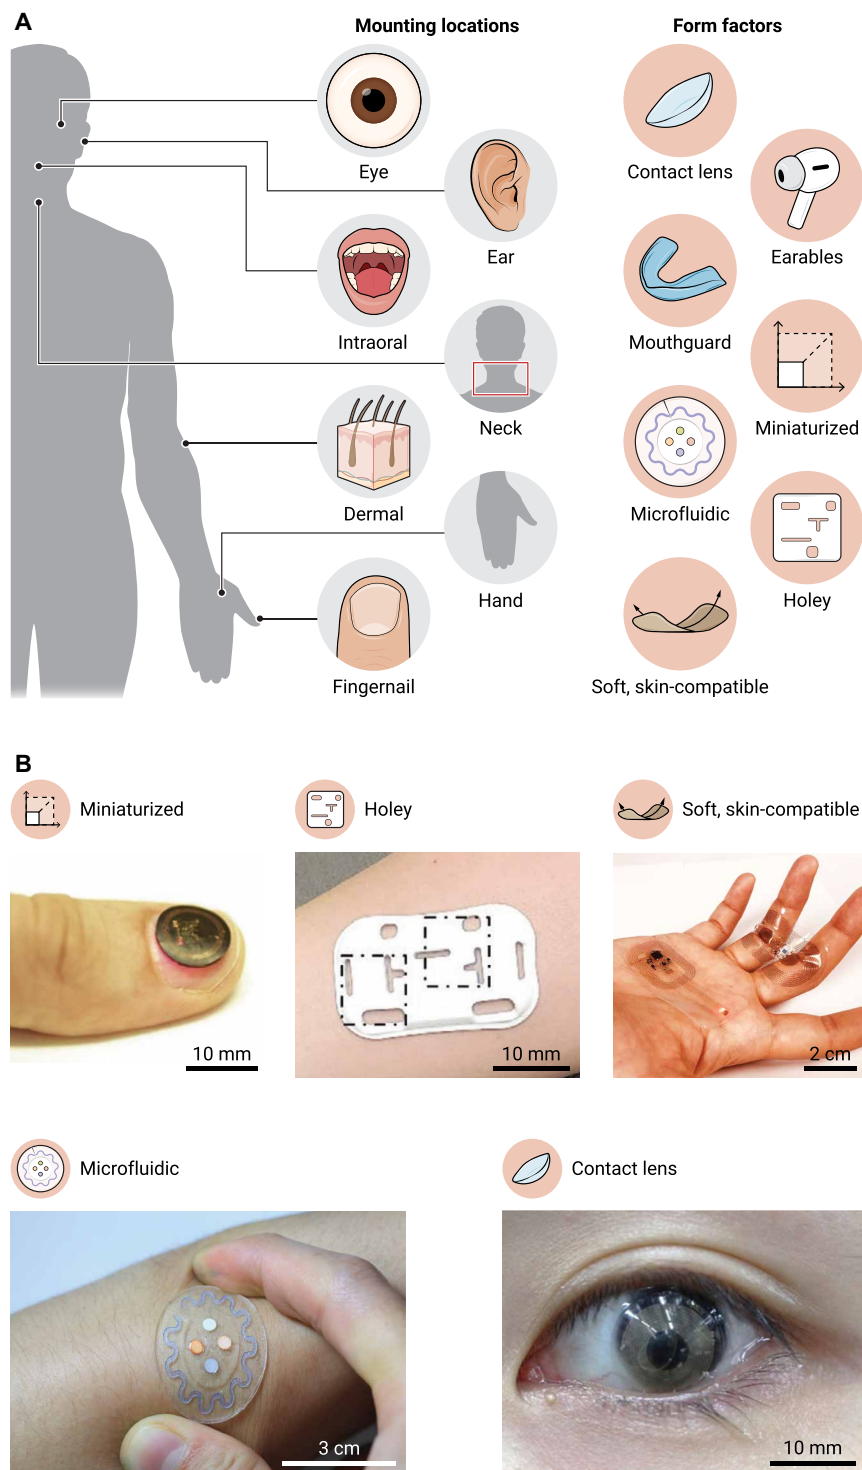 A
Mounting locations
Form factors
Eye
Contact lens
Ear
Earables
Intraoral
Mouthguard
Neck
Miniaturized
Dermal
Microfluidic
Hand
Holey
Fingernail
Soft, skin-compatible
B
Miniaturized
Holey
Soft, skin-compatible
10 mm
10 mm
2 cm
Microfluidic
Contact lens
3 cm
10 mm